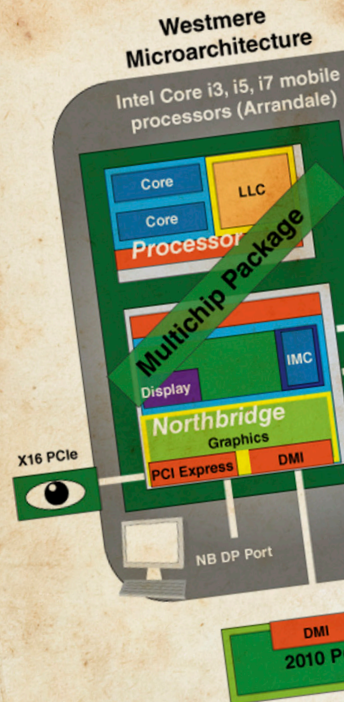 Westmere
Microarchitecture
Intel Core i3, i5, i7 mobile
processors (Arrandale)
Core
LLC
Core
Processor
Multichip Package
IMC
Display
Northbridge
Graphics
X16 PCIe
PCI Express
DMI
NB DP Port
DMI
2010